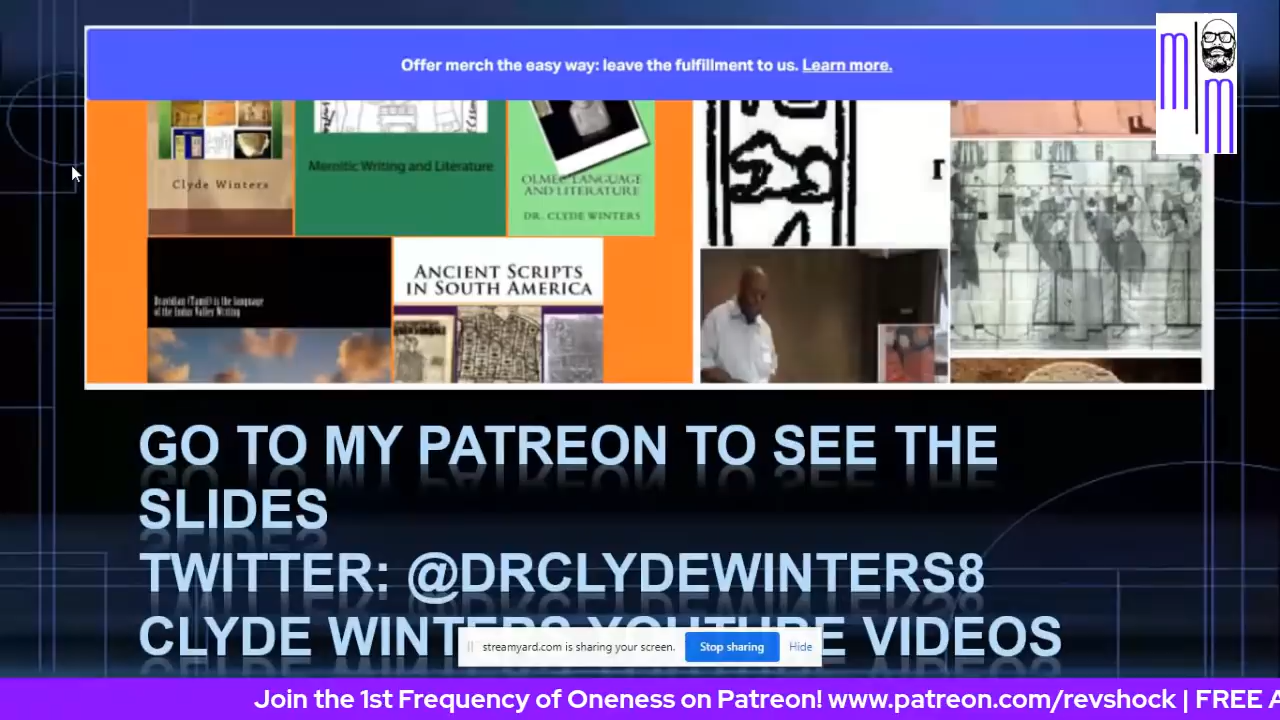 Offer merch the easy way: leave the fulfillment to us. Learn more.
m
m
Clyde Winters
Meroitic Writing and Literature
OLMEC LANGUAGE
AND LITERATURE
DR. CLYDE WINTERS
Dravidian (Tamil) is the language
of the Indus Valley Writing
ANCIENT SCRIPTS
IN SOUTH AMERICA
GO TO MY PATREON TO SEE THE
SLIDES
TWITTER: @DRCLYDEWINTERS8
CLYDE WINTERS YOUTUBE VIDEOS
streamyard.com is sharing your screen. Stop sharing Hide
Join the 1st Frequency of Oneness on Patreon! www.patreon.com/revshock | FREE A